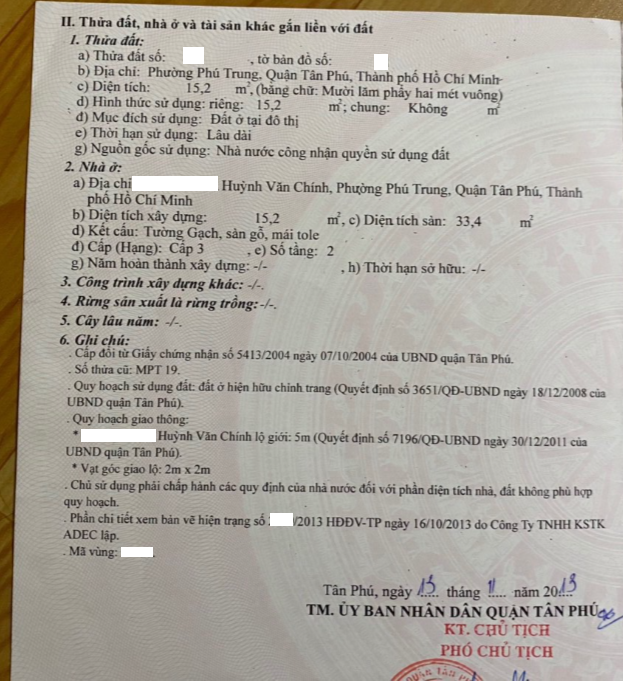 II. Thửa đất, nhà ở và tài sản khác gắn liền với đất
1. Thửa đất:
a) Thửa đất số: , tờ bản đồ số:
b) Địa chỉ: Phường Phú Trung, Quận Tân Phú, Thành phố Hồ Chí Minh
c) Diện tích: 15,2 m², (bằng chữ: Mười lăm phẩy hai mét vuông)
d) Hình thức sử dụng: riêng: 15,2 m²; chung: Không m²
đ) Mục đích sử dụng: Đất ở tại đô thị
e) Thời hạn sử dụng: Lâu dài
g) Nguồn gốc sử dụng: Nhà nước công nhận quyền sử dụng đất
2. Nhà ở:
a) Địa chỉ Huỳnh Văn Chính, Phường Phú Trung, Quận Tân Phú, Thành
phố Hồ Chí Minh
b) Diện tích xây dựng: 15,2 m², c) Diện tích sàn: 33,4 m²
d) Kết cấu: Tường Gạch, sàn gỗ, mái tole
đ) Cấp (Hạng): Cấp 3 , e) Số tầng: 2
g) Năm hoàn thành xây dựng: -/- , h) Thời hạn sở hữu: -/-
3. Công trình xây dựng khác: -/-.
4. Rừng sản xuất là rừng trồng: -/-.
5. Cây lâu năm: -/-.
6. Ghi chú:
. Cấp đổi từ Giấy chứng nhận số 5413/2004 ngày 07/10/2004 của UBND quận Tân Phú.
. Số thửa cũ: MPT 19.
. Quy hoạch sử dụng đất: đất ở hiện hữu chỉnh trang (Quyết định số 3651/QĐ-UBND ngày 18/12/2008 của
UBND quận Tân Phú).
. Quy hoạch giao thông:
* Huỳnh Văn Chính lộ giới: 5m (Quyết định số 7196/QĐ-UBND ngày 30/12/2011 của
UBND quận Tân Phú).
* Vạt góc giao lộ: 2m x 2m
. Chủ sử dụng phải chấp hành các quy định của nhà nước đối với phần diện tích nhà, đất không phù hợp
quy hoạch.
. Phần chi tiết xem bản vẽ hiện trạng số /2013 HĐĐV-TP ngày 16/10/2013 do Công Ty TNHH KSTK
ADEC lập.
. Mã vùng:
Tân Phú, ngày 15 tháng 11 năm 2013
TM. ỦY BAN NHÂN DÂN QUẬN TÂN PHÚ
KT. CHỦ TỊCH
PHÓ CHỦ TỊCH